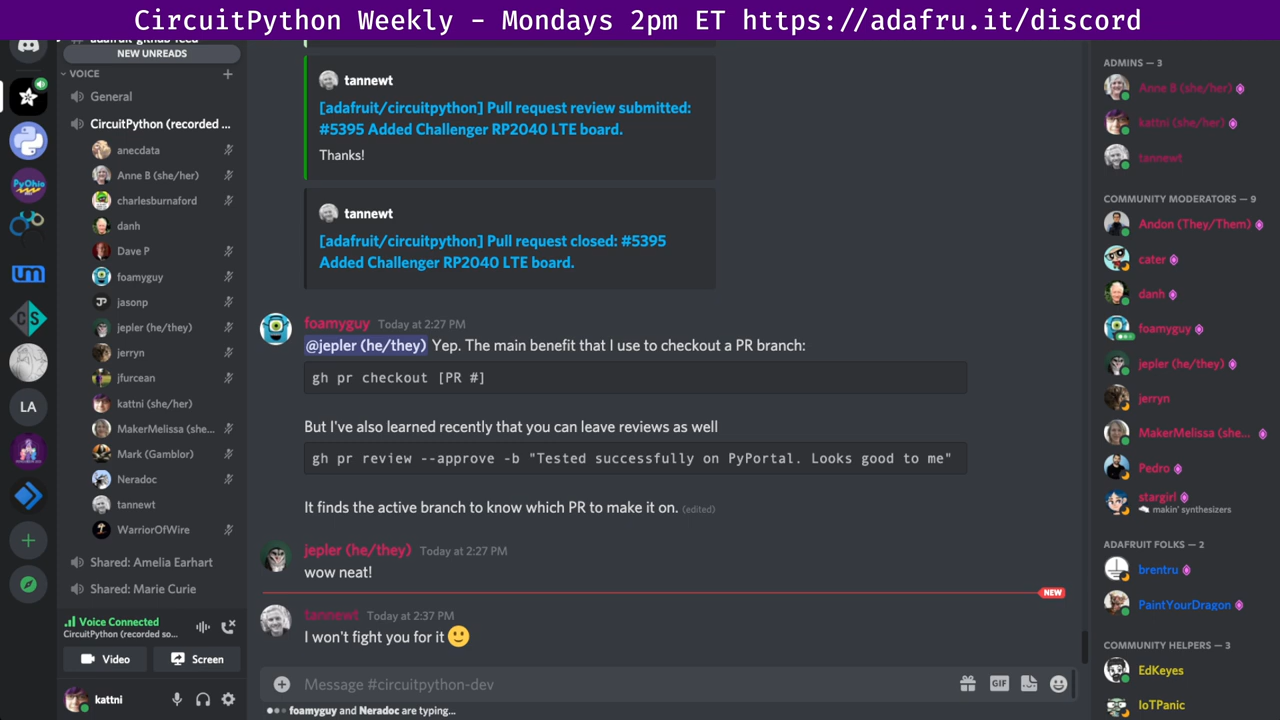 CircuitPython Weekly - Mondays 2pm ET https://adafru.it/discord
NEW UNREADS
VOICE
General
CircuitPython (recorded ...
anecdata
Anne B (she/her)
charlesburnaford
danh
Dave P
foamyguy
jasonp
jepler (he/they)
jerryn
jfurcean
kattni (she/her)
MakerMelissa (she...
Mark (Gamblor)
Neradoc
tannewt
WarriorOfWire
Shared: Amelia Earhart
Shared: Marie Curie
Voice Connected
CircuitPython (recorded so...
Video
Screen
kattni
PyOhio
um
CS
LA
tannewt
[adafruit/circuitpython] Pull request review submitted:
#5395 Added Challenger RP2040 LTE board.
Thanks!
tannewt
[adafruit/circuitpython] Pull request closed: #5395
Added Challenger RP2040 LTE board.
foamyguy Today at 2:27 PM
@jepler (he/they) Yep. The main benefit that I use to checkout a PR branch:
gh pr checkout [PR #]
But I've also learned recently that you can leave reviews as well
gh pr review --approve -b "Tested successfully on PyPortal. Looks good to me"
It finds the active branch to know which PR to make it on. (edited)
jepler (he/they) Today at 2:27 PM
wow neat!
NEW
tannewt Today at 2:37 PM
I won't fight you for it 🙂
Message #circuitpython-dev
GIF
foamyguy and Neradoc are typing...
ADMINS — 3
Anne B (she/her)
kattni (she/her)
tannewt
COMMUNITY MODERATORS — 9
Andon (They/Them)
cater
danh
foamyguy
jepler (he/they)
jerryn
MakerMelissa (she...
Pedro
stargirl
makin' synthesizers
ADAFRUIT FOLKS — 2
brentru
PaintYourDragon
COMMUNITY HELPERS — 3
EdKeyes
IoTPanic